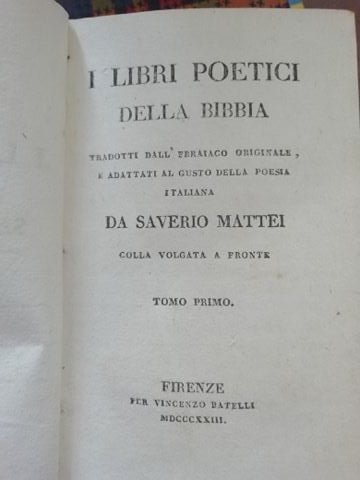 I LIBRI POETICI
DELLA BIBBIA
TRADOTTI DALL' EBRAIACO ORIGINALE,
E ADATTATI AL GUSTO DELLA POESIA
ITALIANA
DA SAVERIO MATTEI
COLLA VOLGATA A FRONTE
TOMO PRIMO.
FIRENZE
PER VINCENZO BATELLI
MDCCCXXIII.